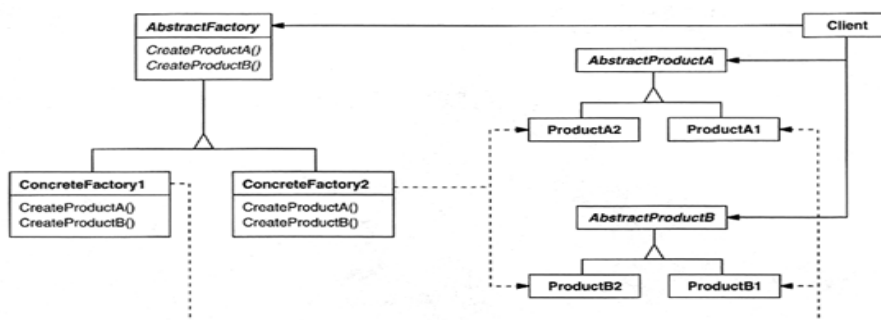 AbstractFactory
CreateProductA()
CreateProductB()
Client
AbstractProductA
ProductA2
ProductA1
ConcreteFactory1
CreateProductA()
CreateProductB()
ConcreteFactory2
CreateProductA()
CreateProductB()
AbstractProductB
ProductB2
ProductB1